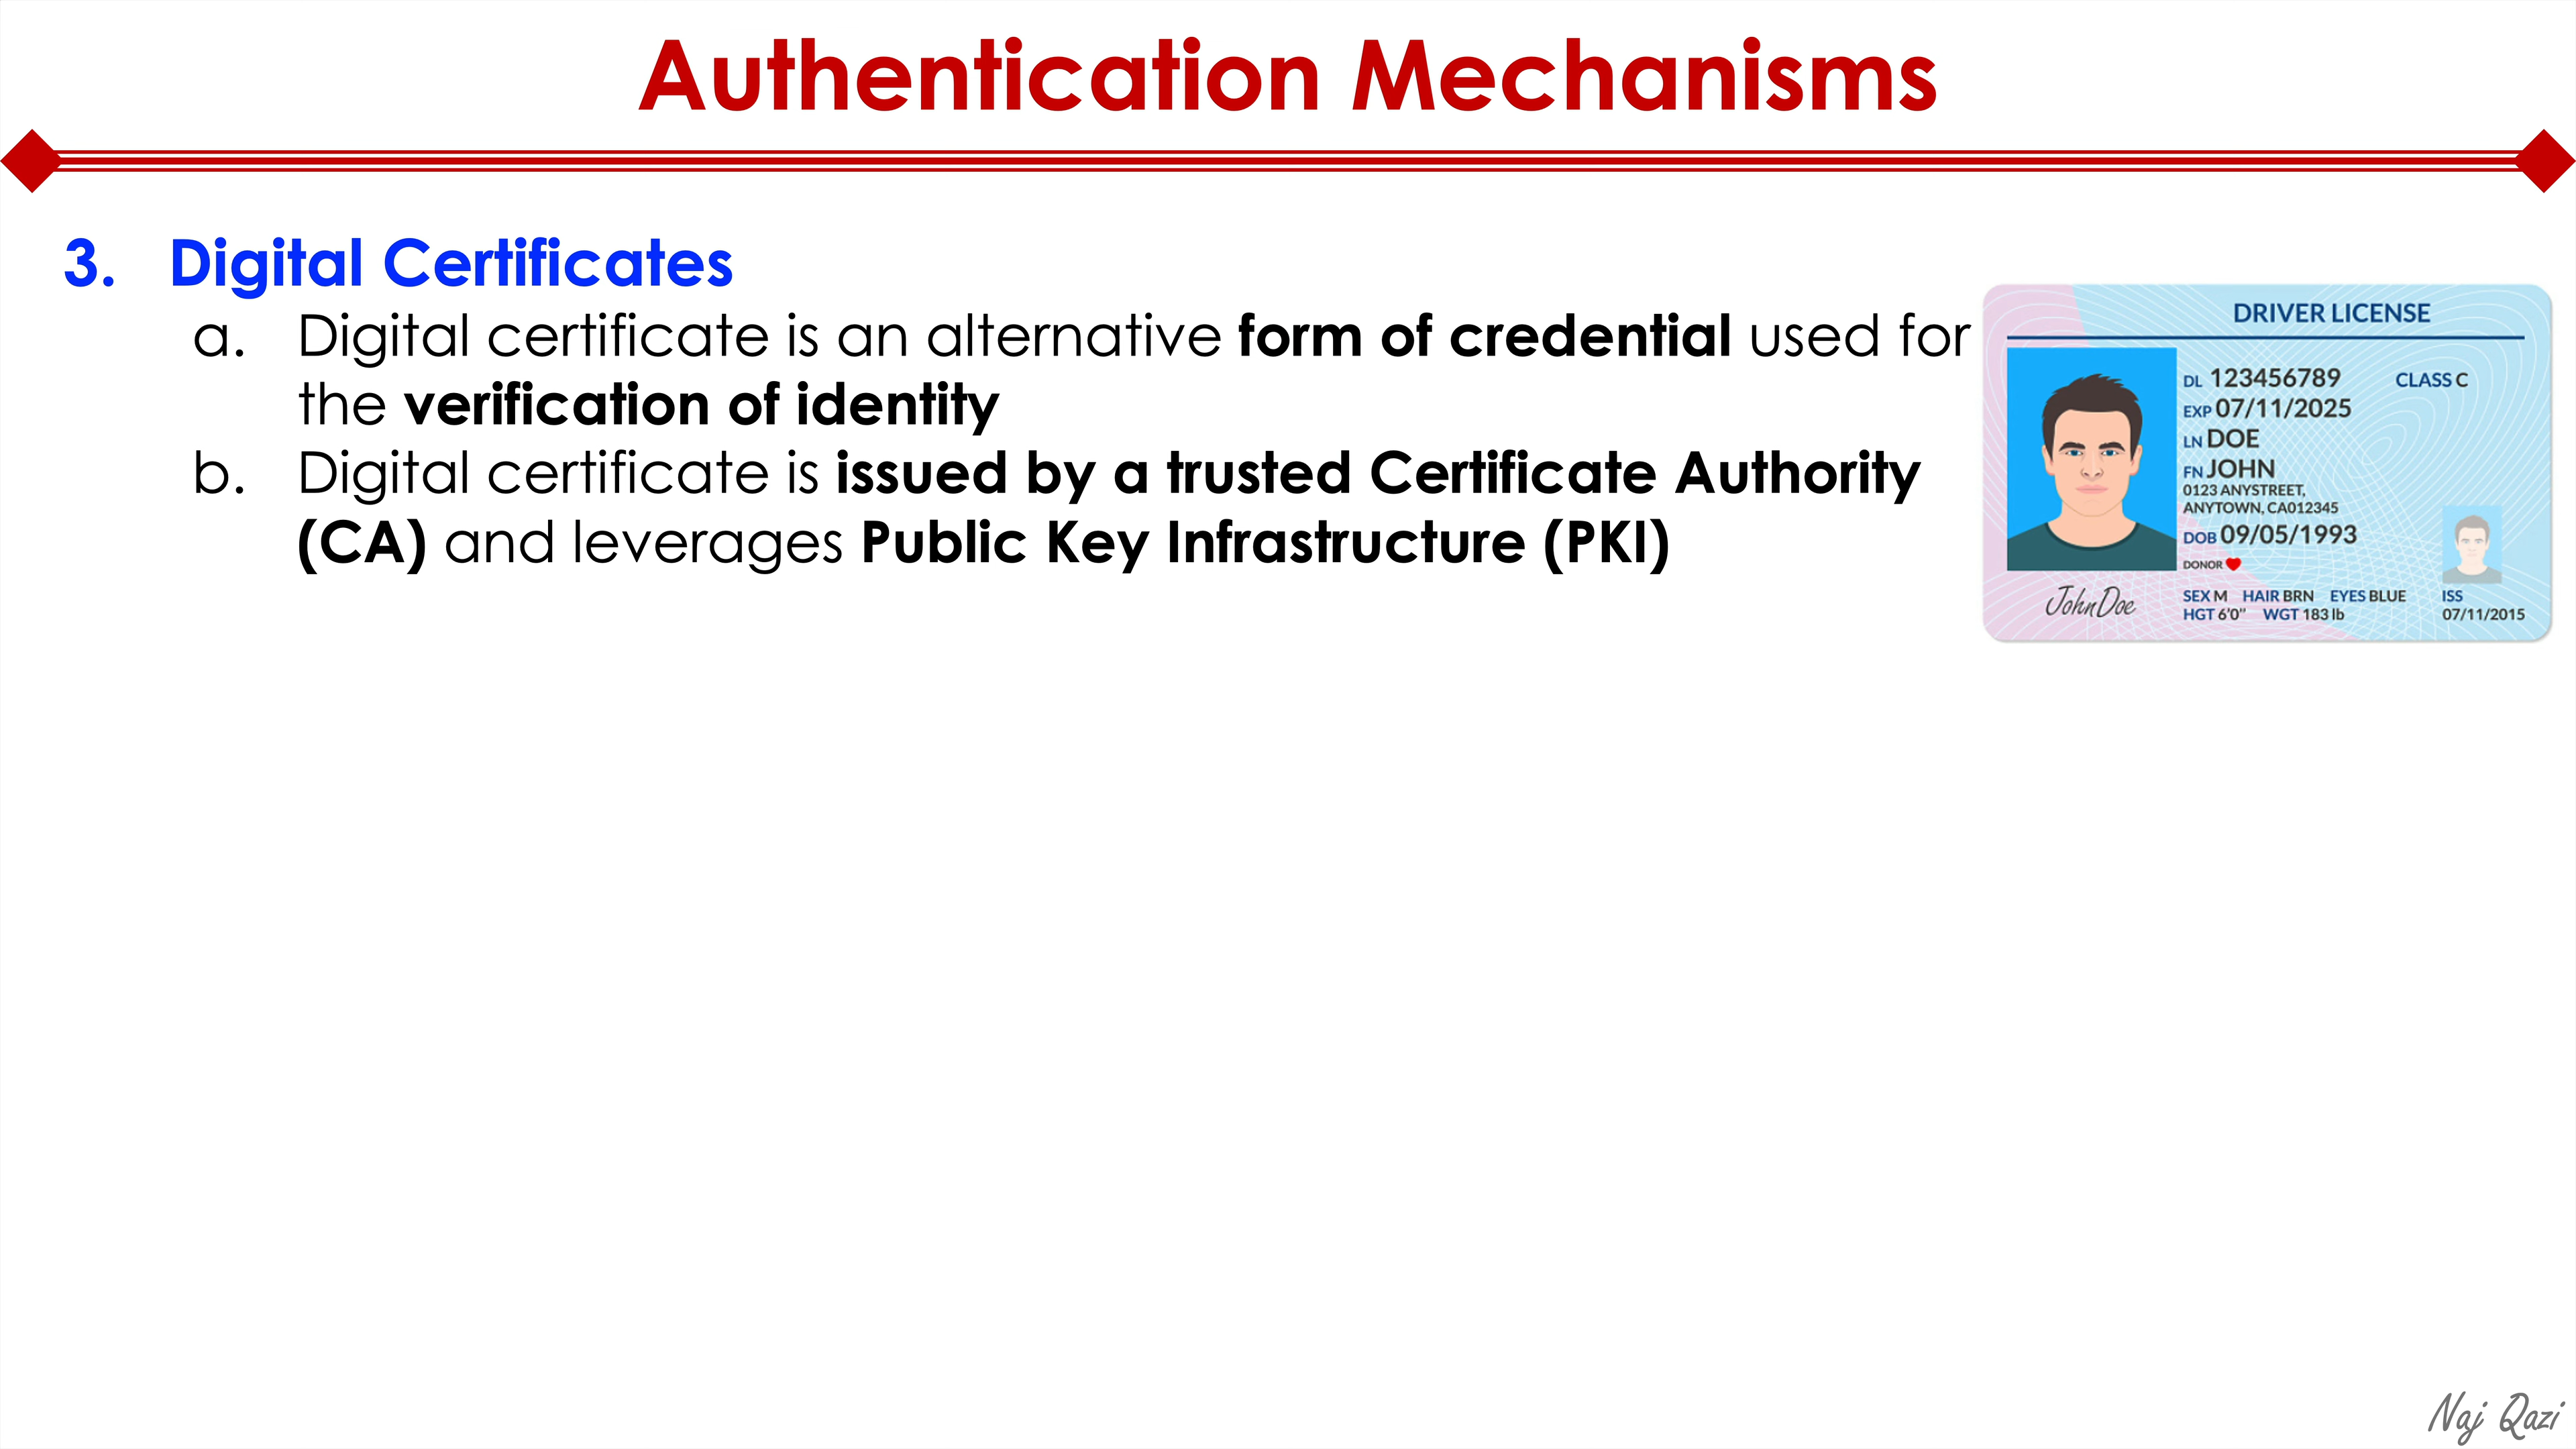 Authentication Mechanisms
3. Digital Certificates
a. Digital certificate is an alternative form of credential used for
the verification of identity
b. Digital certificate is issued by a trusted Certificate Authority
(CA) and leverages Public Key Infrastructure (PKI)
DRIVER LICENSE
DL 123456789 CLASS C
EXP 07/11/2025
LN DOE
FN JOHN
0123 ANYSTREET,
ANYTOWN, CA012345
DOB 09/05/1993
DONOR
John Doe
SEX M HAIR BRN EYES BLUE ISS
HGT 6'0" WGT 183 lb 07/11/2015
Naj Qazi